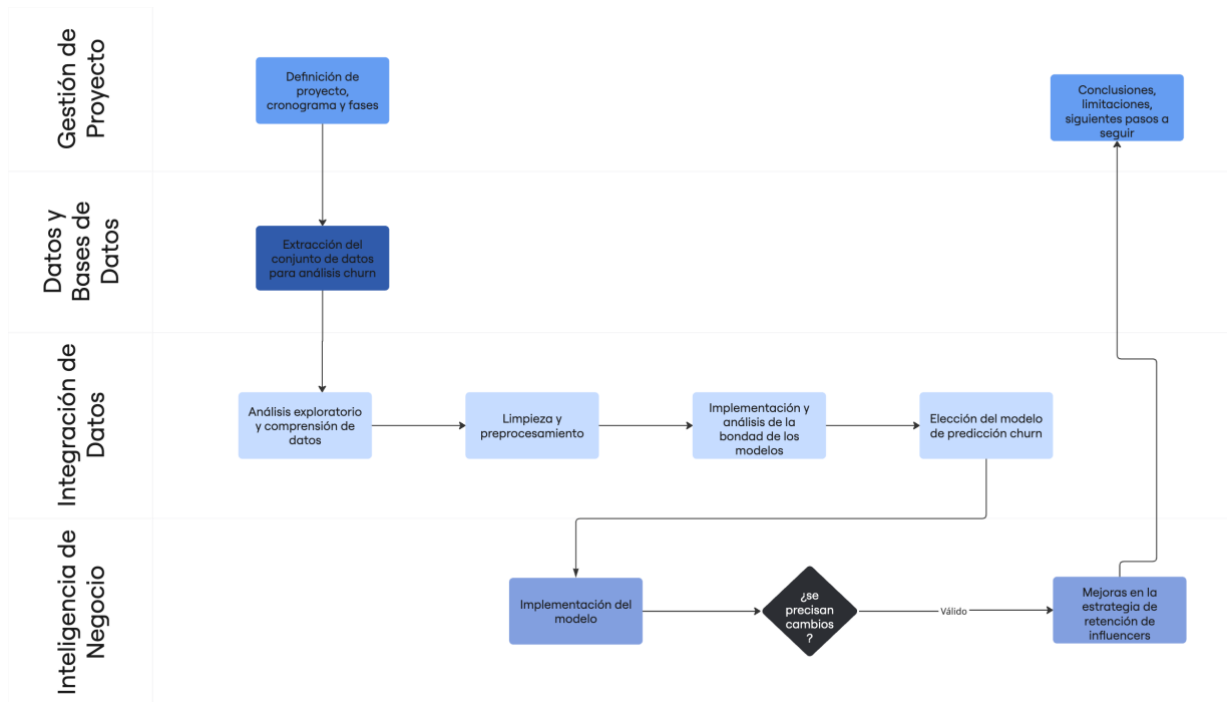 Gestión de
Proyecto
Definición de
proyecto,
cronograma y fases
Conclusiones,
limitaciones,
siguientes pasos a
seguir
Datos y
Bases de
Datos
Extracción del
conjunto de datos
para análisis churn
Integración de
Datos
Análisis exploratorio
y comprensión de
datos
Limpieza y
preprocesamiento
Implementación y
análisis de la
bondad de los
modelos
Elección del modelo
de predicción churn
Inteligencia de
Negocio
Implementación del
modelo
¿se
precisan
cambios
?
Válido
Mejoras en la
estrategia de
retención de
influencers